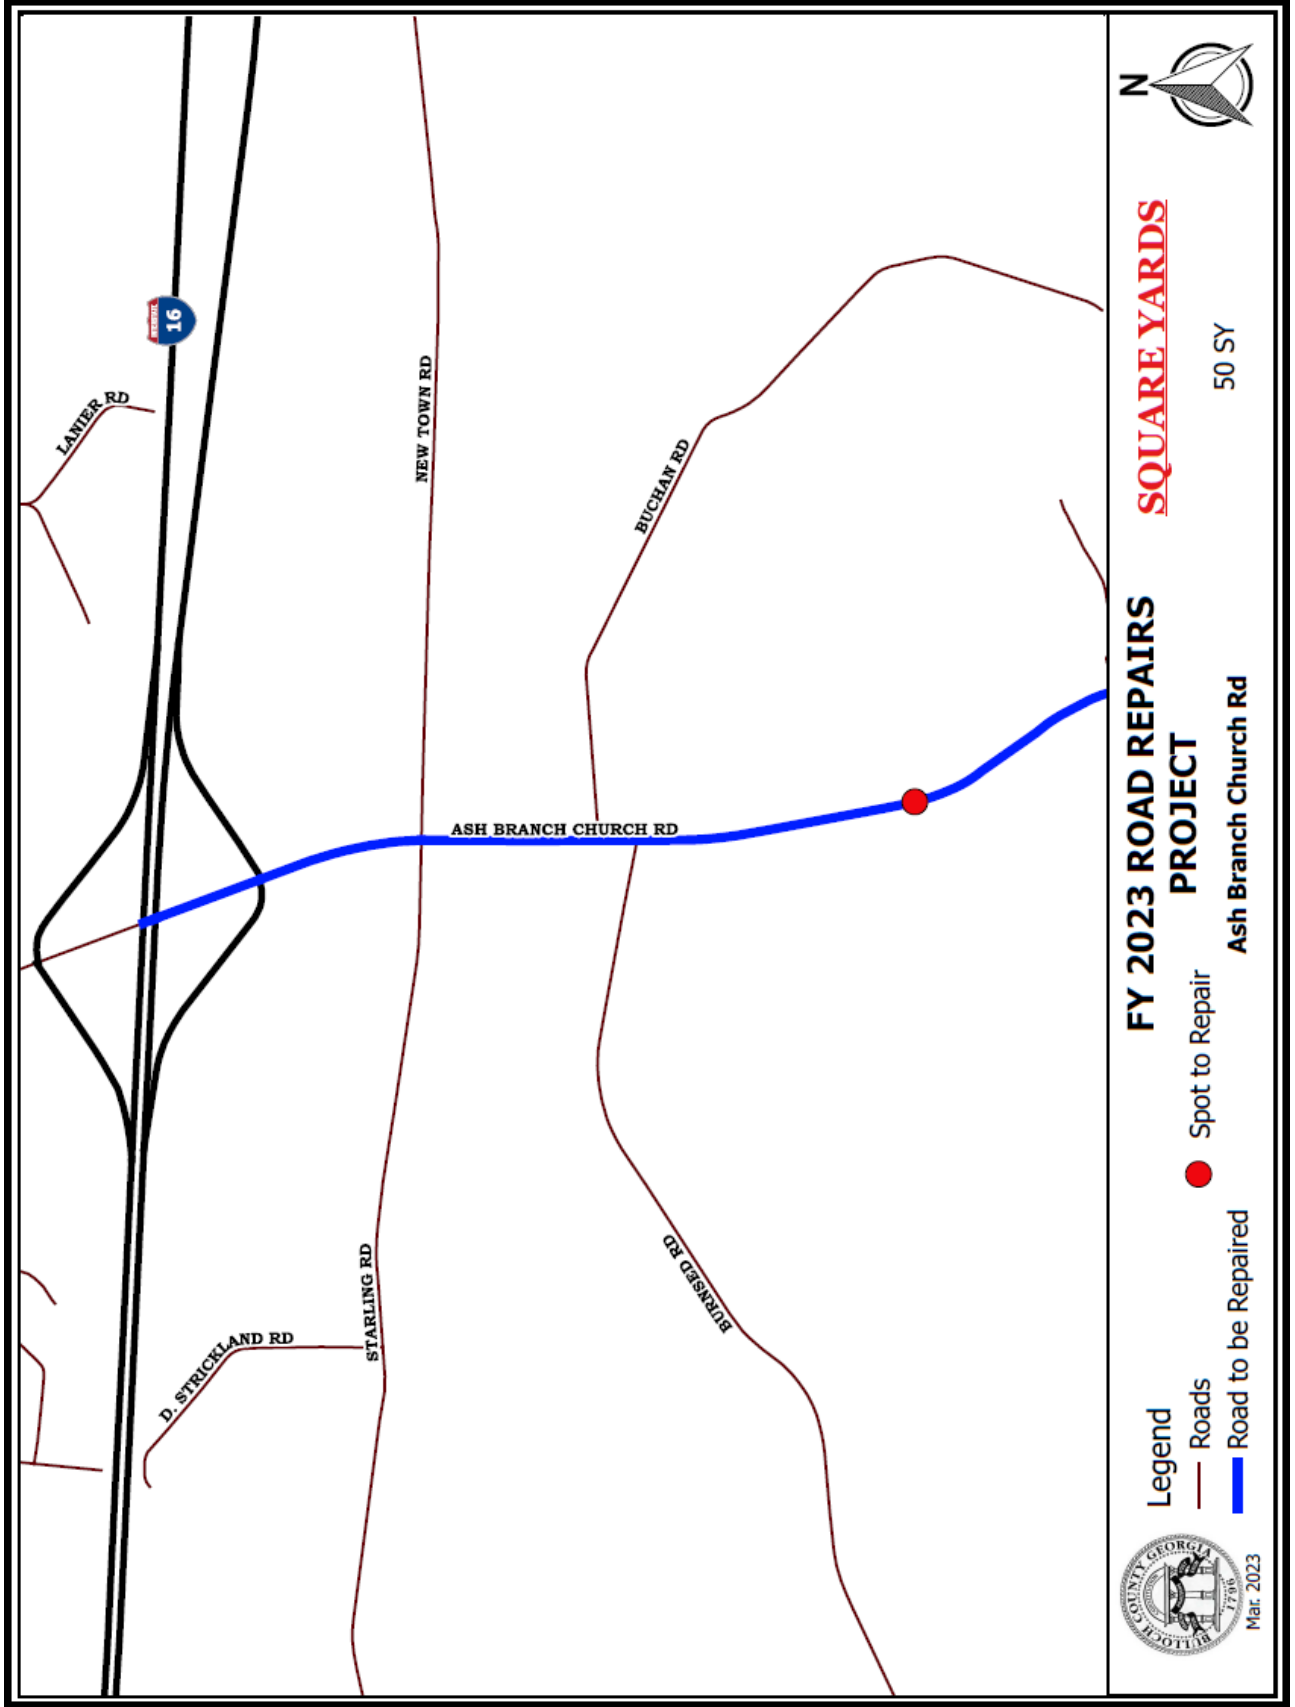 LANIER RD
16
NEW TOWN RD
BUCHAN RD
ASH BRANCH CHURCH RD
STARLING RD
D. STRICKLAND RD
BURNSED RD
BULLOCH COUNTY GEORGIA
1796
Mar. 2023
Legend
Roads
Road to be Repaired
Spot to Repair
FY 2023 ROAD REPAIRS
PROJECT
Ash Branch Church Rd
SQUARE YARDS
50 SY
N